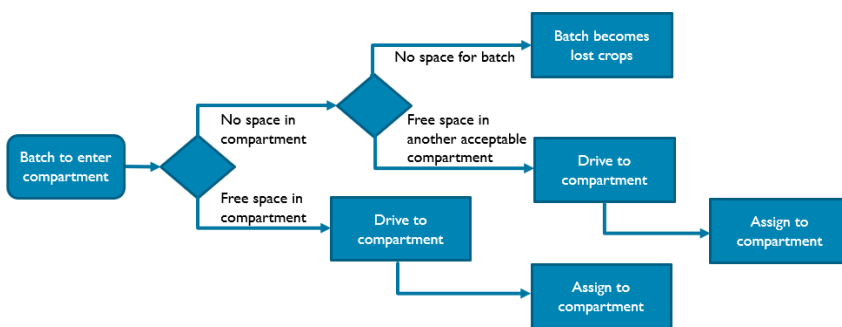 Batch becomes
lost crops
No space for batch
No space in
compartment
Free space in
another acceptable
compartment
Batch to enter
compartment
Drive to
compartment
Free space in
compartment
Drive to
compartment
Assign to
compartment
Assign to
compartment